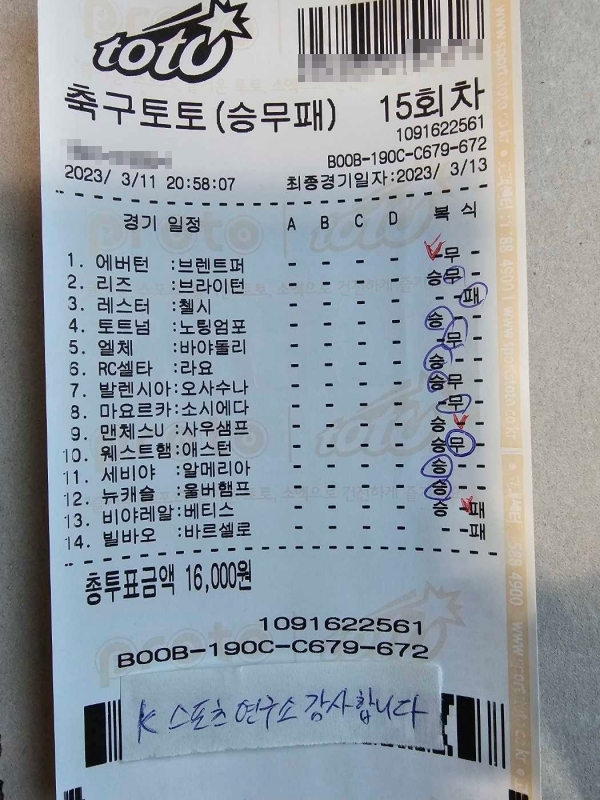 toto
축구토토(승무패) 15회차
1091622561
B00B-190C-C679-672
2023/ 3/11 20:58:07 최종경기일자:2023/ 3/13
경기 일정 A B C D 복 식
1. 에버턴 :브렌트퍼 - - - - -무-
2. 리즈 :브라이턴 - - - - 승무-
3. 레스터 :첼시 - - - - --패
4. 토트넘 :노팅엄포 - - - - 승--
5. 엘체 :바야돌리 - - - - -무-
6. RC셀타 :라요 - - - - 승--
7. 발렌시아:오사수나 - - - - 승무-
8. 마요르카:소시에다 - - - - -무-
9. 맨체스U :사우샘프 - - - - 승--
10. 웨스트햄:애스턴 - - - - 승무-
11. 세비야 :알메리아 - - - - 승--
12. 뉴캐슬 :울버햄프 - - - - 승--
13. 비야레알:베티스 - - - - 승-패
14. 빌바오 :바르셀로 - - - - --패
총투표금액 16,000원
1091622561
B00B-190C-C679-672
K 스포츠 연구소 감사합니다